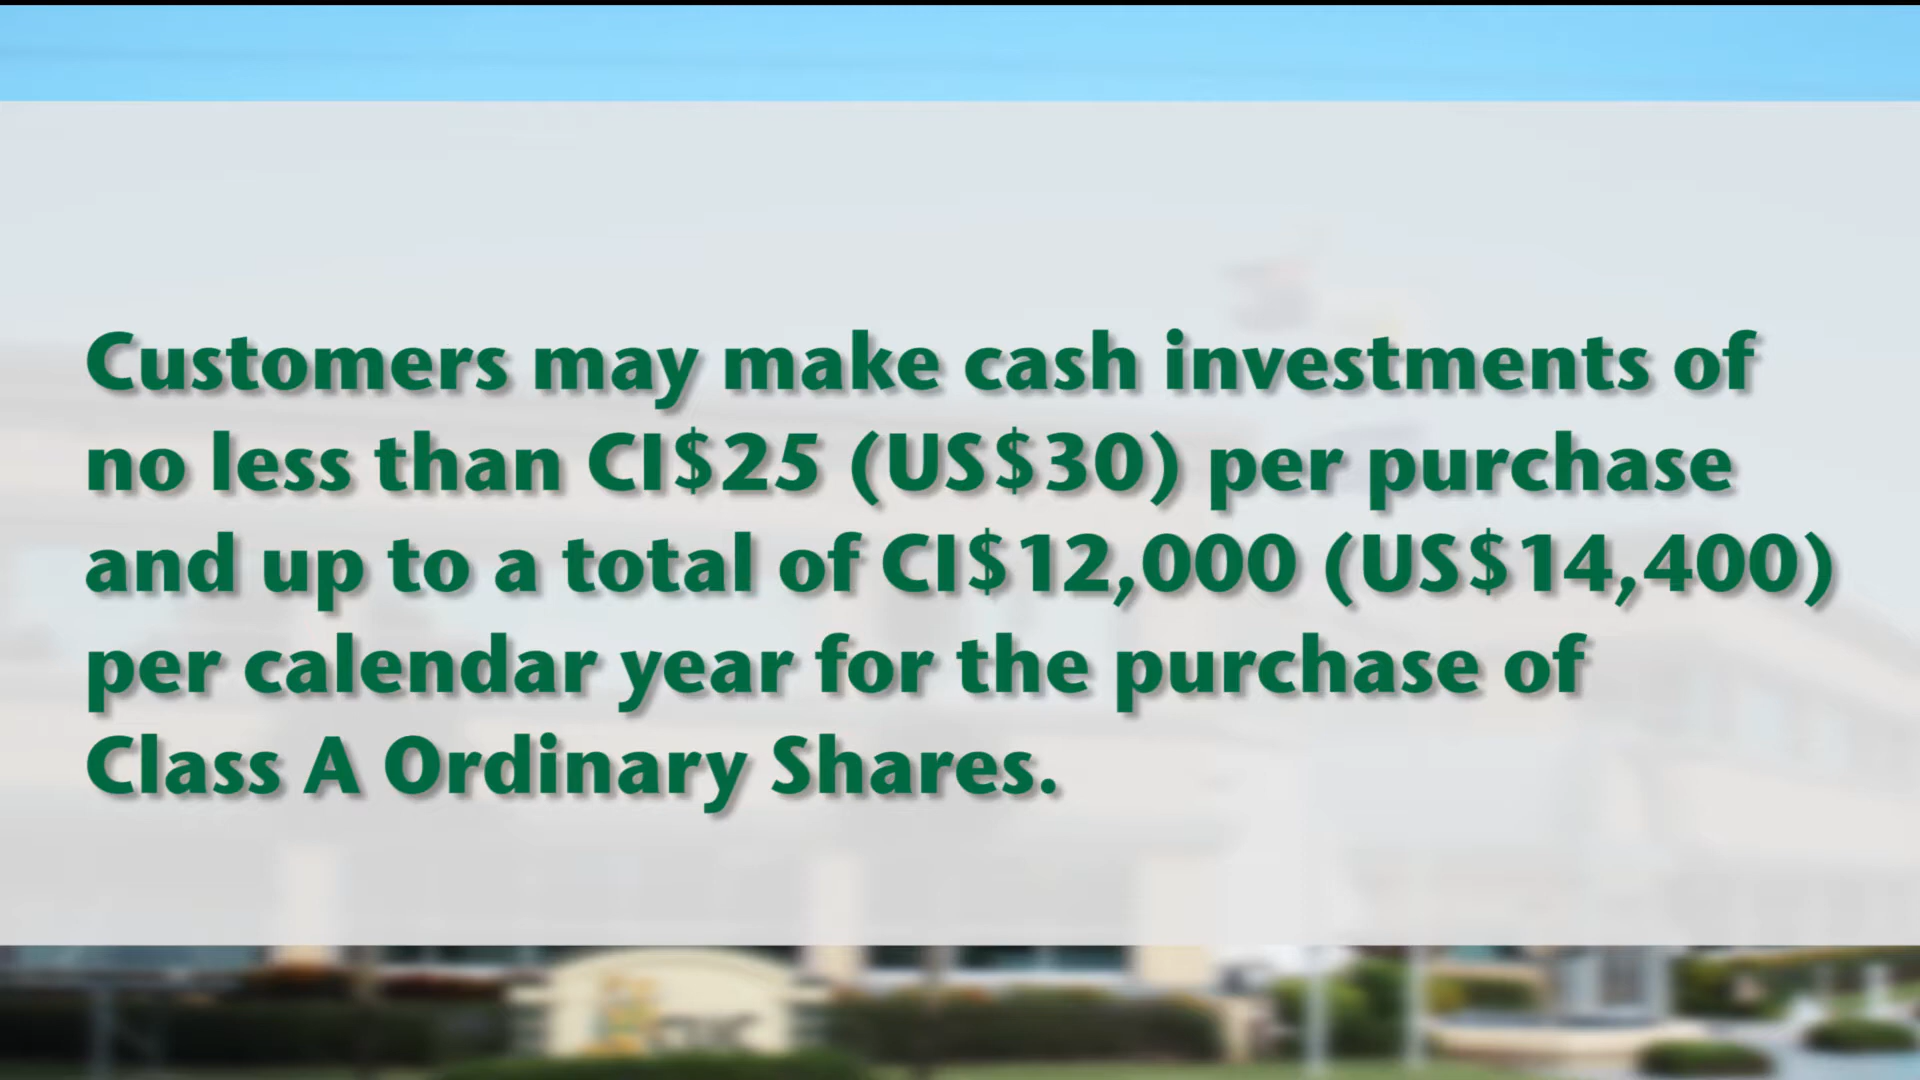 Customers may make cash investments of
no less than CI$25 (US$30) per purchase
and up to a total of CI$12,000 (US$14,400)
per calendar year for the purchase of
Class A Ordinary Shares.